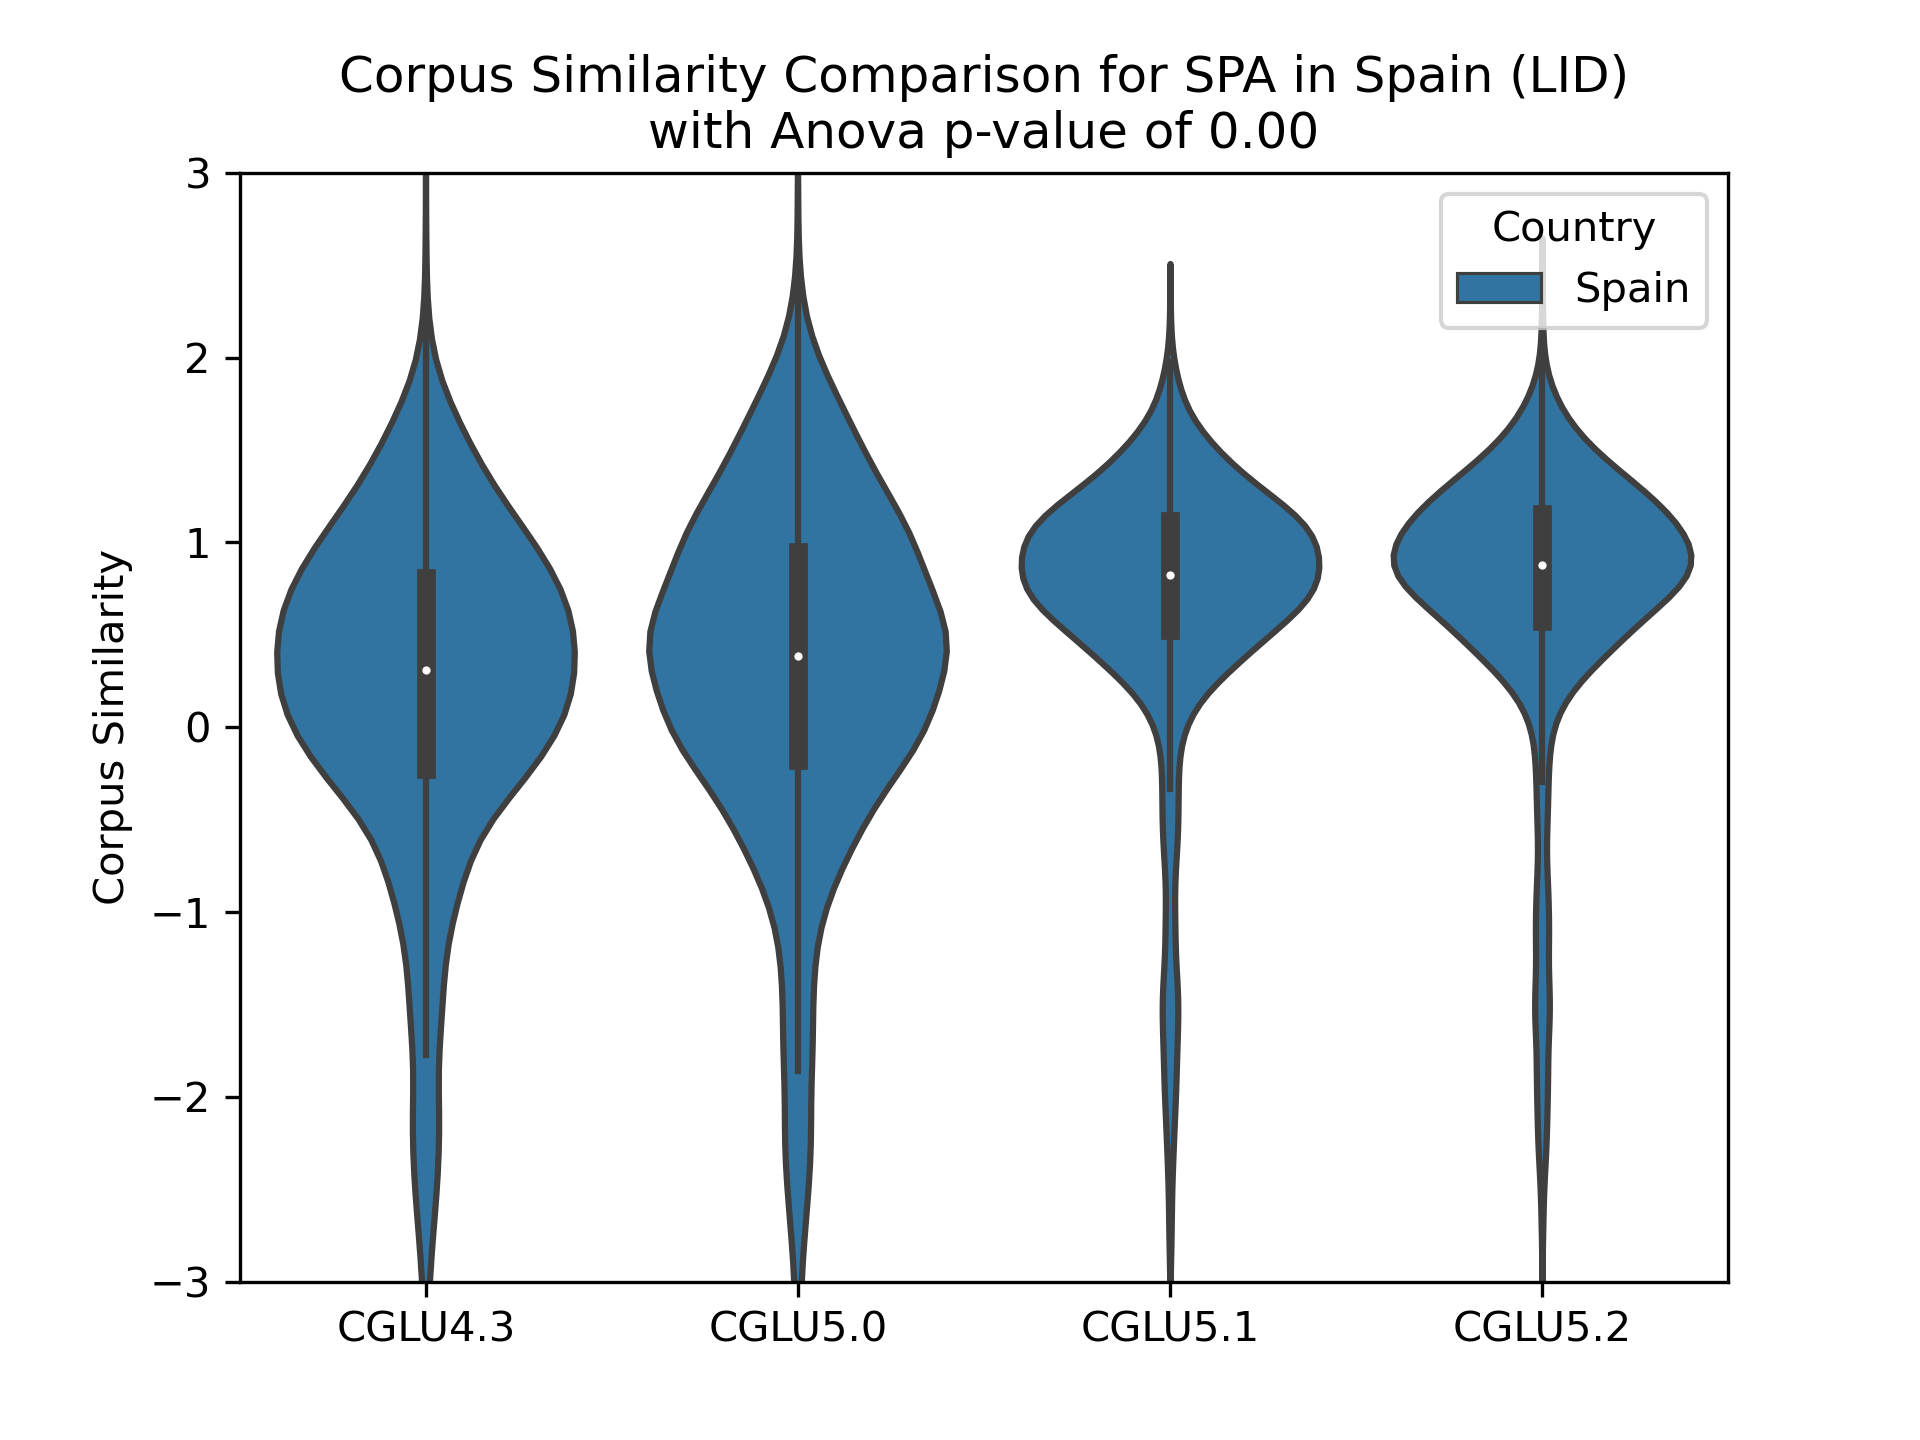 Corpus Similarity Comparison for SPA in Spain (LID)
with Anova p-value of 0.00
3
2
1
0
−1
−2
−3
Corpus Similarity
Country
Spain
CGLU4.3
CGLU5.0
CGLU5.1
CGLU5.2